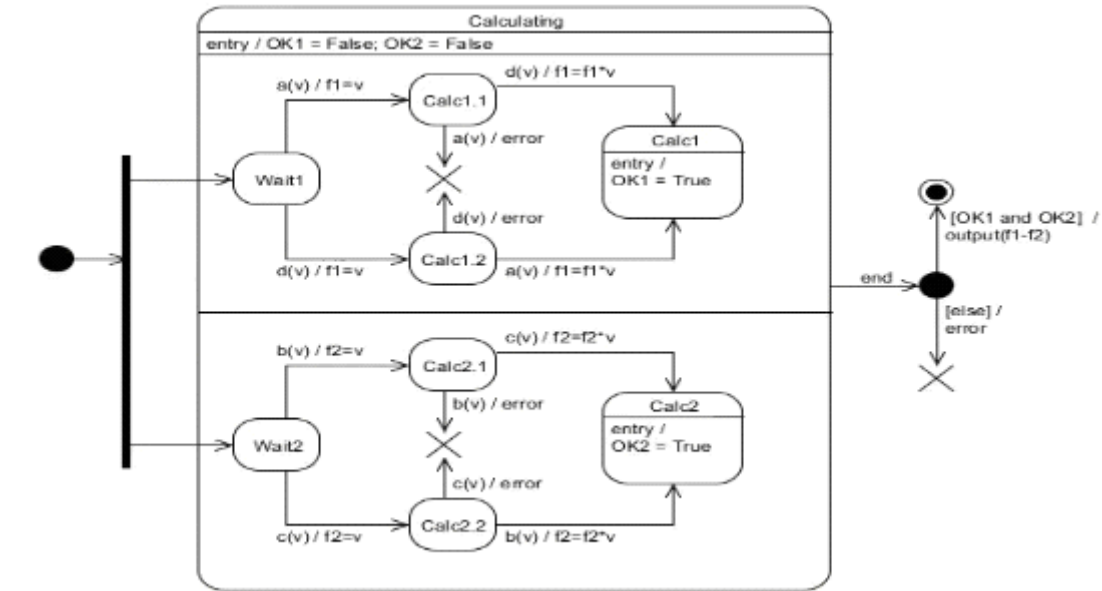 Calculating
entry / OK1 = False; OK2 = False
a(v) / f1=v
d(v) / f1=f1*v
Calc1.1
a(v) / error
Calc1
entry /
OK1 = True
Wait1
d(v) / error
d(v) / f1=v
Calc1.2
a(v) / f1=f1*v
[OK1 and OK2] /
output(f1-f2)
end
[else] /
error
b(v) / f2=v
c(v) / f2=f2*v
Calc2.1
b(v) / error
Calc2
entry /
OK2 = True
Wait2
c(v) / error
c(v) / f2=v
Calc2.2
b(v) / f2=f2*v